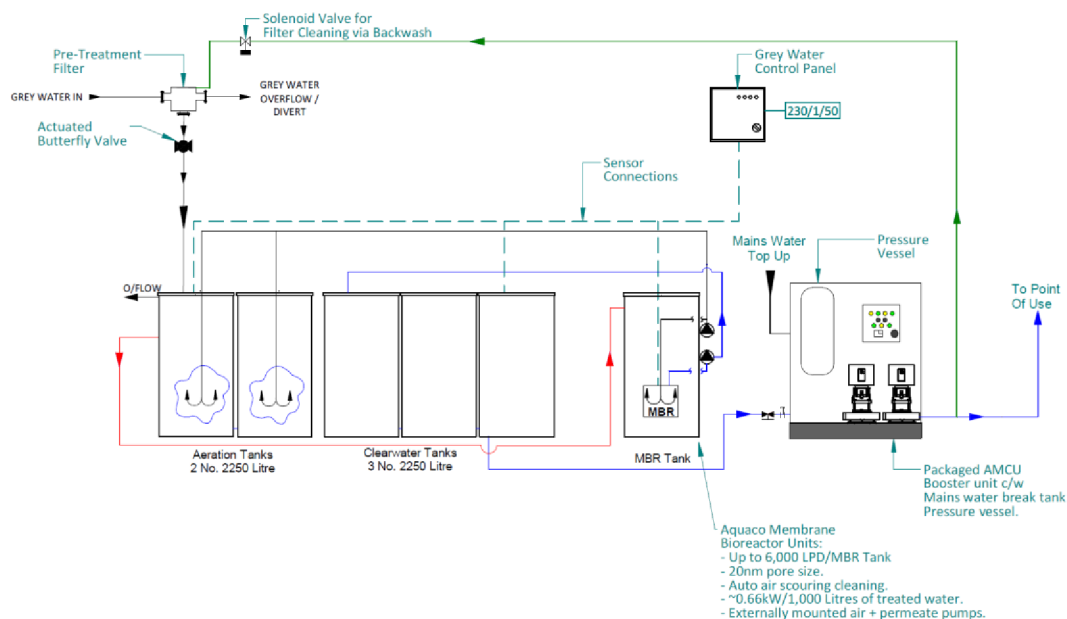 Solenoid Valve for
Filter Cleaning via Backwash
Pre-Treatment
Filter
Grey Water
Control Panel
GREY WATER IN
GREY WATER
OVERFLOW /
DIVERT
230/1/50
Actuated
Butterfly Valve
Sensor
Connections
Mains Water
Top Up
Pressure
Vessel
O/FLOW
To Point
Of Use
MBR
Aeration Tanks
2 No. 2250 Litre
Clearwater Tanks
3 No. 2250 Litre
MBR Tank
Packaged AMCU
Booster unit c/w
Mains water break tank
Pressure vessel.
Aquaco Membrane
Bioreactor Units:
- Up to 6,000 LPD/MBR Tank
- 20nm pore size.
- Auto air scouring cleaning.
- ~0.66kW/1,000 Litres of treated water.
- Externally mounted air + permeate pumps.